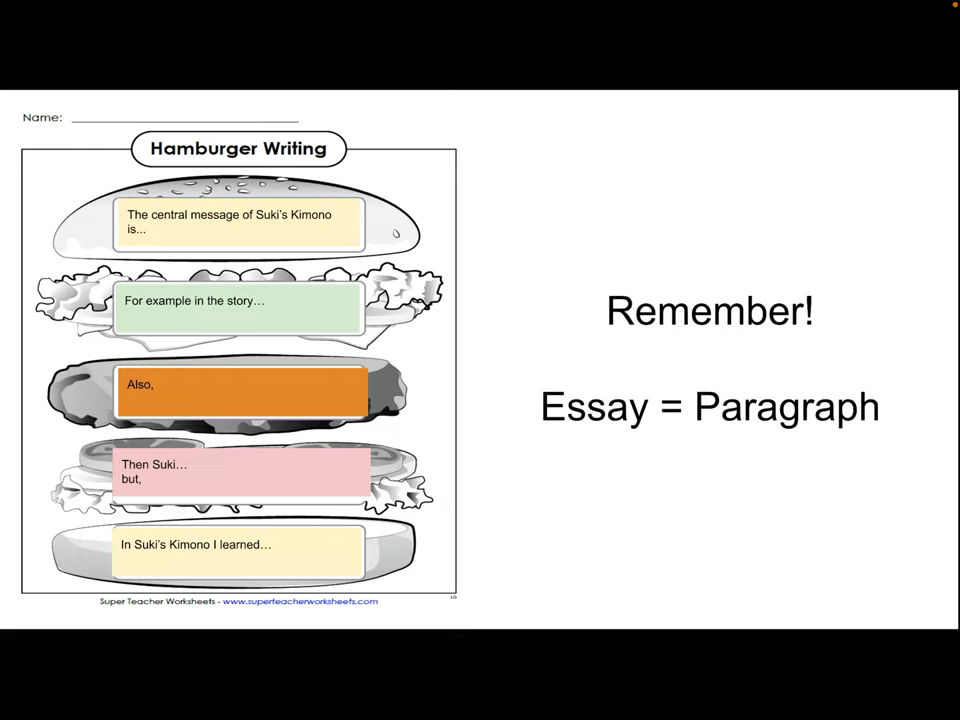 Name:
Hamburger Writing
The central message of Suki's Kimono
is...
For example in the story...
Also,
Then Suki...
but,
In Suki's Kimono I learned...
Super Teacher Worksheets - www.superteacherworksheets.com
Remember!
Essay = Paragraph